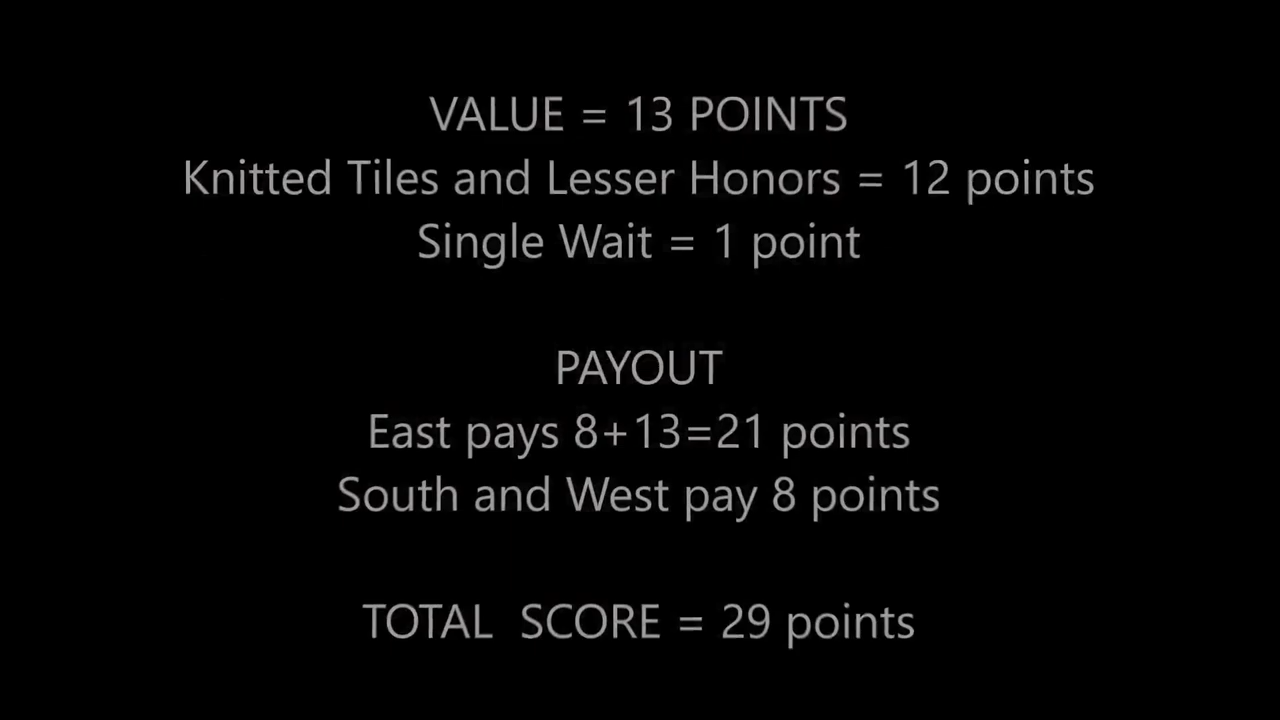 VALUE = 13 POINTS
Knitted Tiles and Lesser Honors = 12 points
Single Wait = 1 point
PAYOUT
East pays 8+13=21 points
South and West pay 8 points
TOTAL  SCORE = 29 points